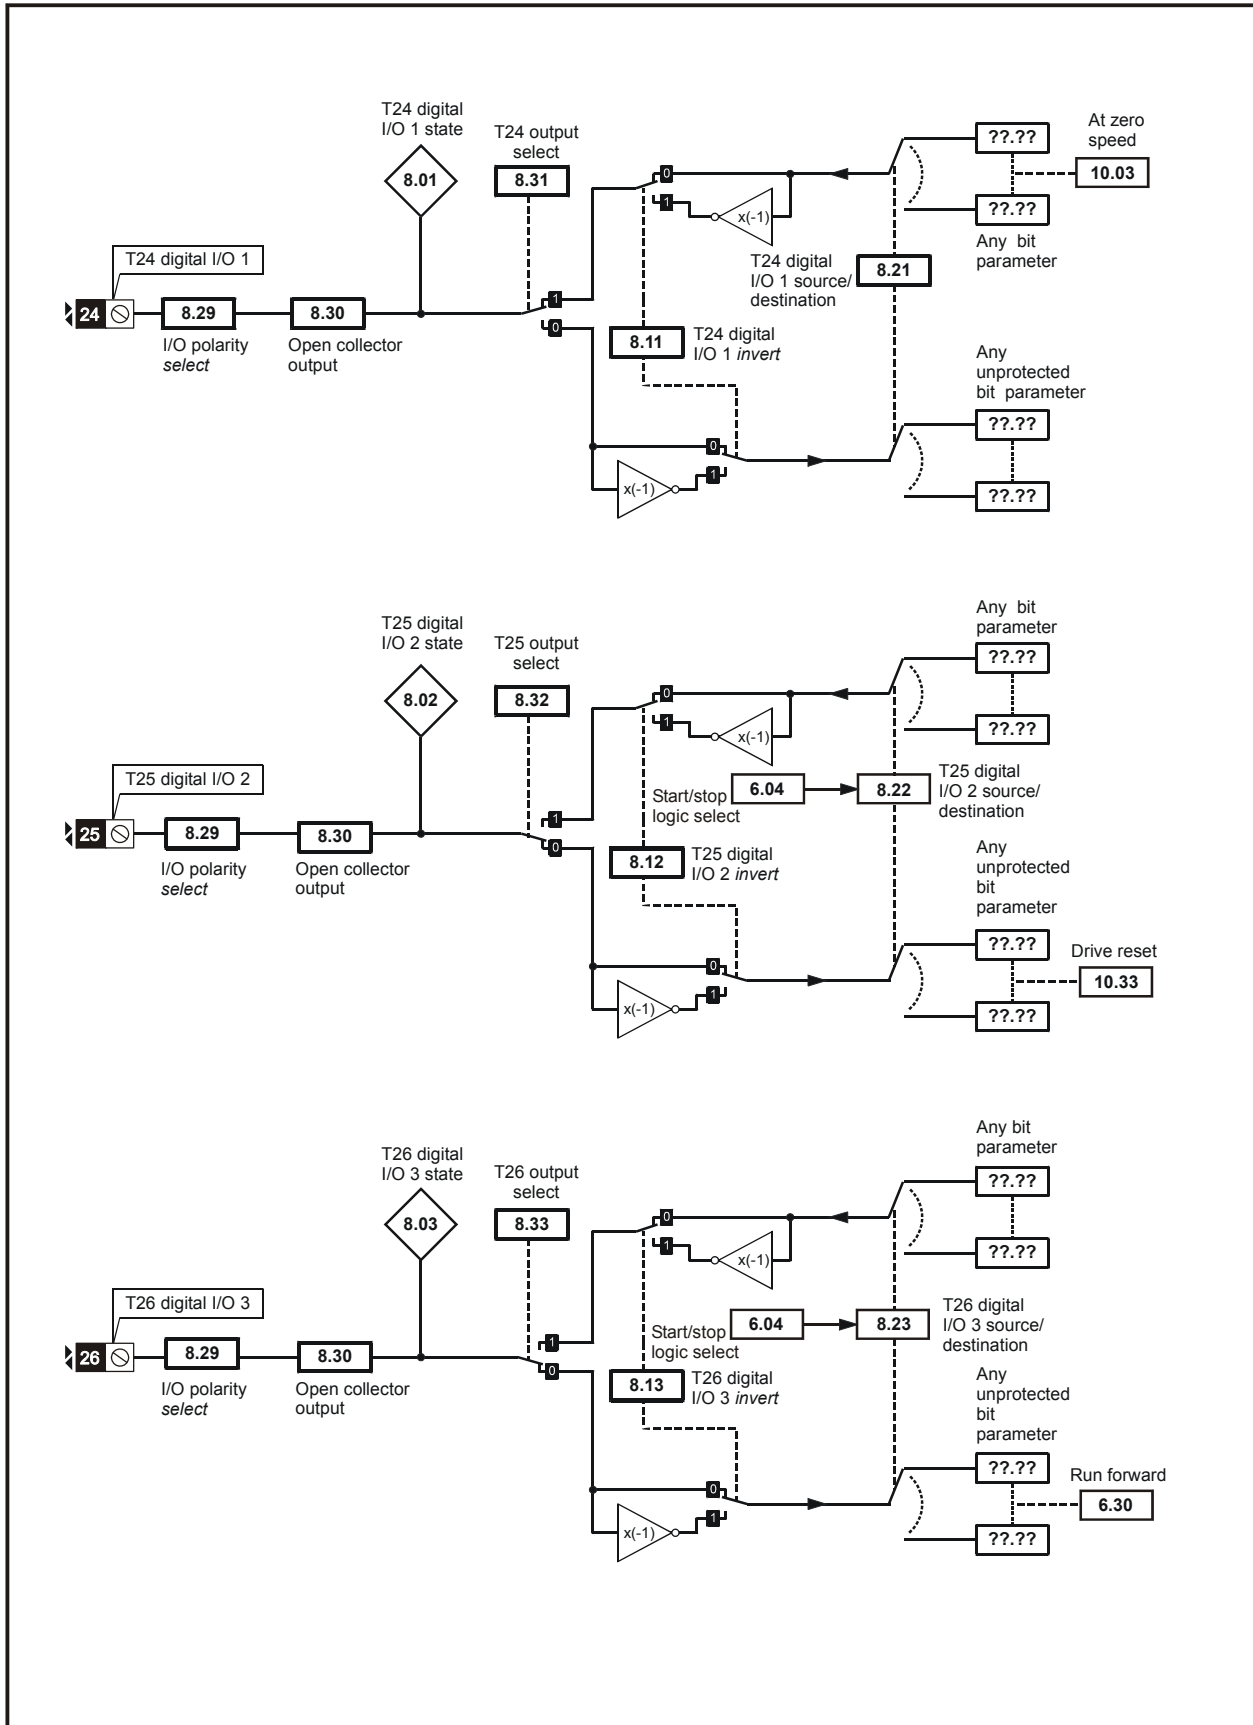 T24 digital
I/O 1 state
8.01
T24 output
select
8.31
T24 digital I/O 1
24
8.29
I/O polarity
select
8.30
Open collector
output
1
0
0
1
x(-1)
8.11
T24 digital
I/O 1 invert
0
1
x(-1)
T24 digital
I/O 1 source/
destination
8.21
??.??
??.??
Any bit
parameter
At zero
speed
10.03
Any
unprotected
bit parameter
??.??
??.??
T25 digital
I/O 2 state
8.02
T25 output
select
8.32
T25 digital I/O 2
25
8.29
I/O polarity
select
8.30
Open collector
output
1
0
0
1
x(-1)
Start/stop
logic select
6.04
8.22
T25 digital
I/O 2 source/
destination
8.12
T25 digital
I/O 2 invert
0
1
x(-1)
Any bit
parameter
??.??
??.??
Any
unprotected
bit
parameter
??.??
??.??
Drive reset
10.33
T26 digital
I/O 3 state
8.03
T26 output
select
8.33
T26 digital I/O 3
26
8.29
I/O polarity
select
8.30
Open collector
output
1
0
0
1
x(-1)
Start/stop
logic select
6.04
8.23
T26 digital
I/O 3 source/
destination
8.13
T26 digital
I/O 3 invert
0
1
x(-1)
Any bit
parameter
??.??
??.??
Any
unprotected
bit
parameter
??.??
??.??
Run forward
6.30